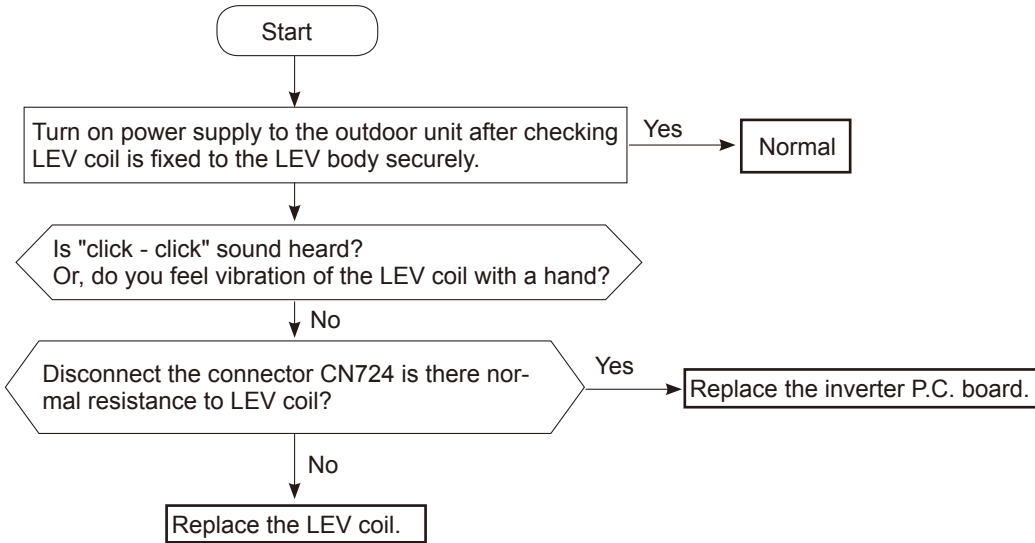 Start
Turn on power supply to the outdoor unit after checking
LEV coil is fixed to the LEV body securely.
Yes
Normal
Is "click - click" sound heard?
Or, do you feel vibration of the LEV coil with a hand?
No
Disconnect the connector CN724 is there nor-
mal resistance to LEV coil?
Yes
Replace the inverter P.C. board.
No
Replace the LEV coil.